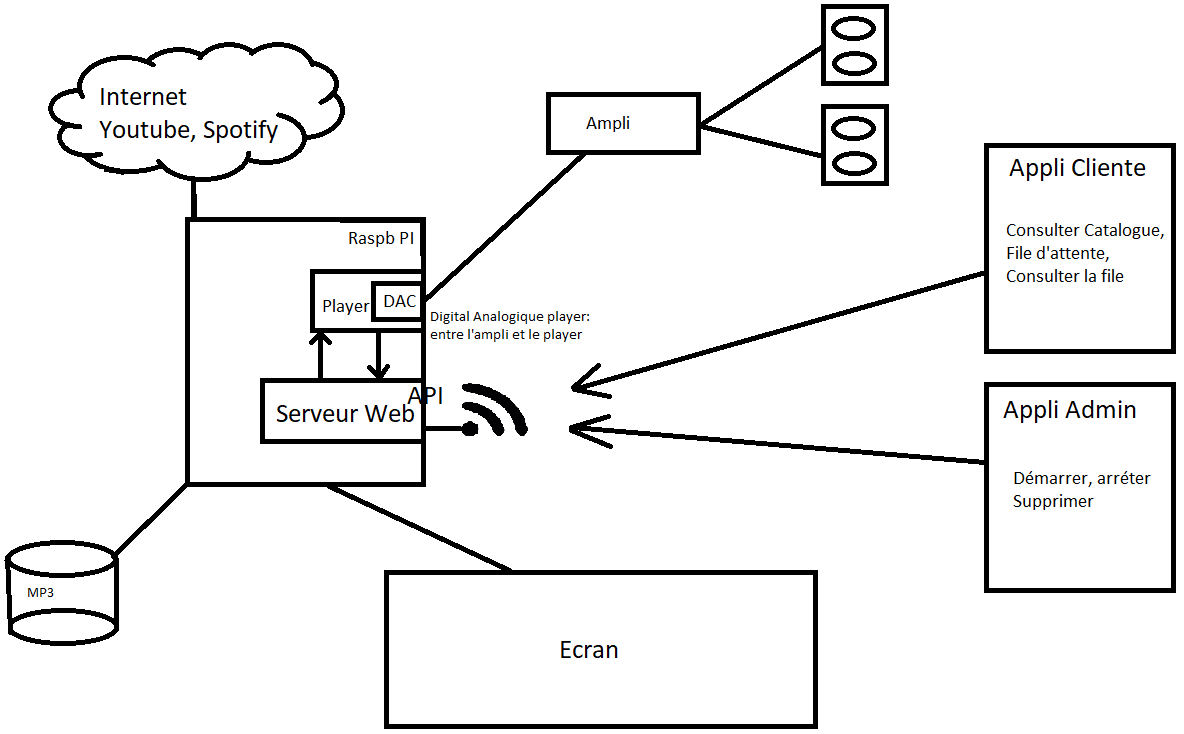 Internet
Youtube, Spotify
Ampli
Appli Cliente
Consulter Catalogue,
File d'attente,
Consulter la file
Raspb PI
Player
DAC
Digital Analogique player:
entre l'ampli et le player
API
Serveur Web
Appli Admin
Démarrer, arréter
Supprimer
MP3
Ecran